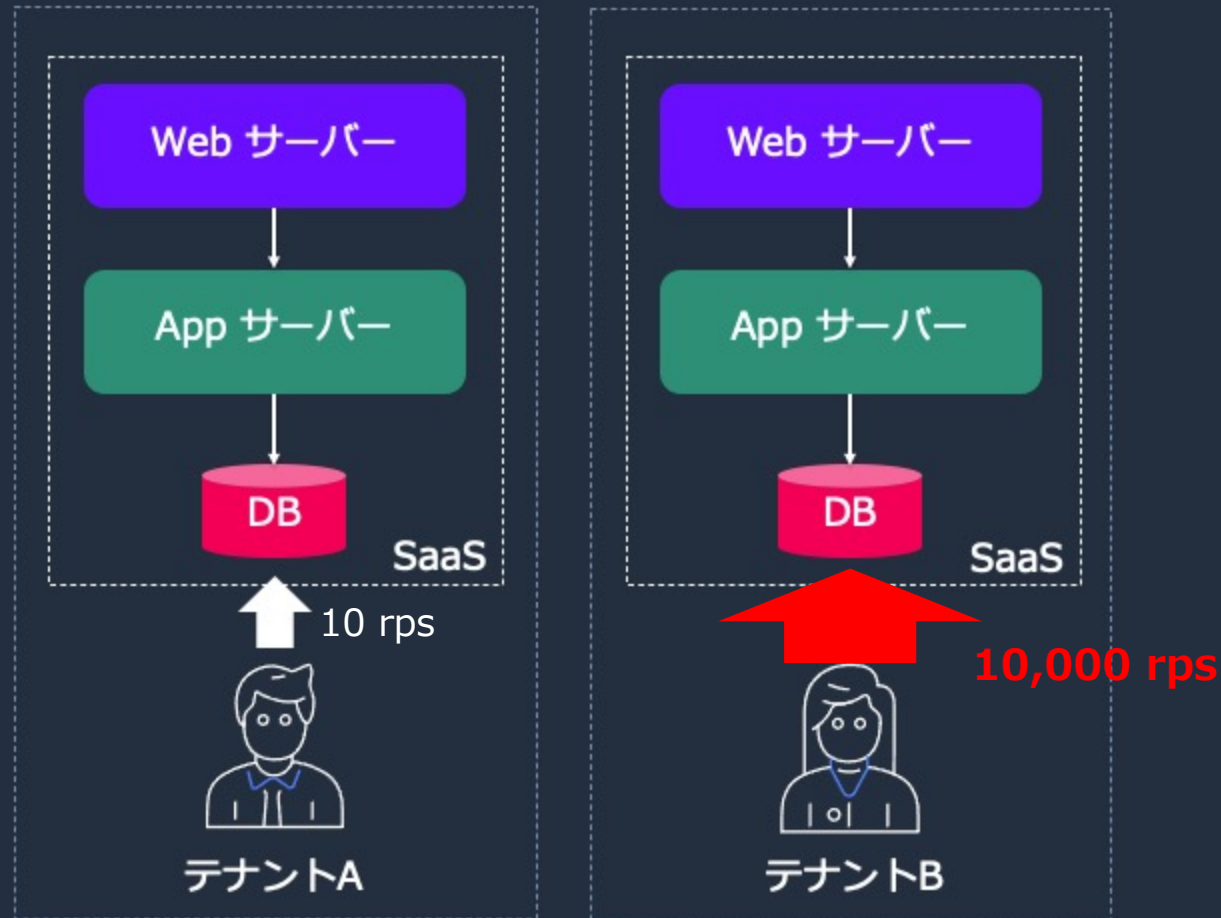 Web サーバー
App サーバー
DB
SaaS
10 rps
テナントA
Web サーバー
App サーバー
DB
SaaS
10,000 rps
テナントB